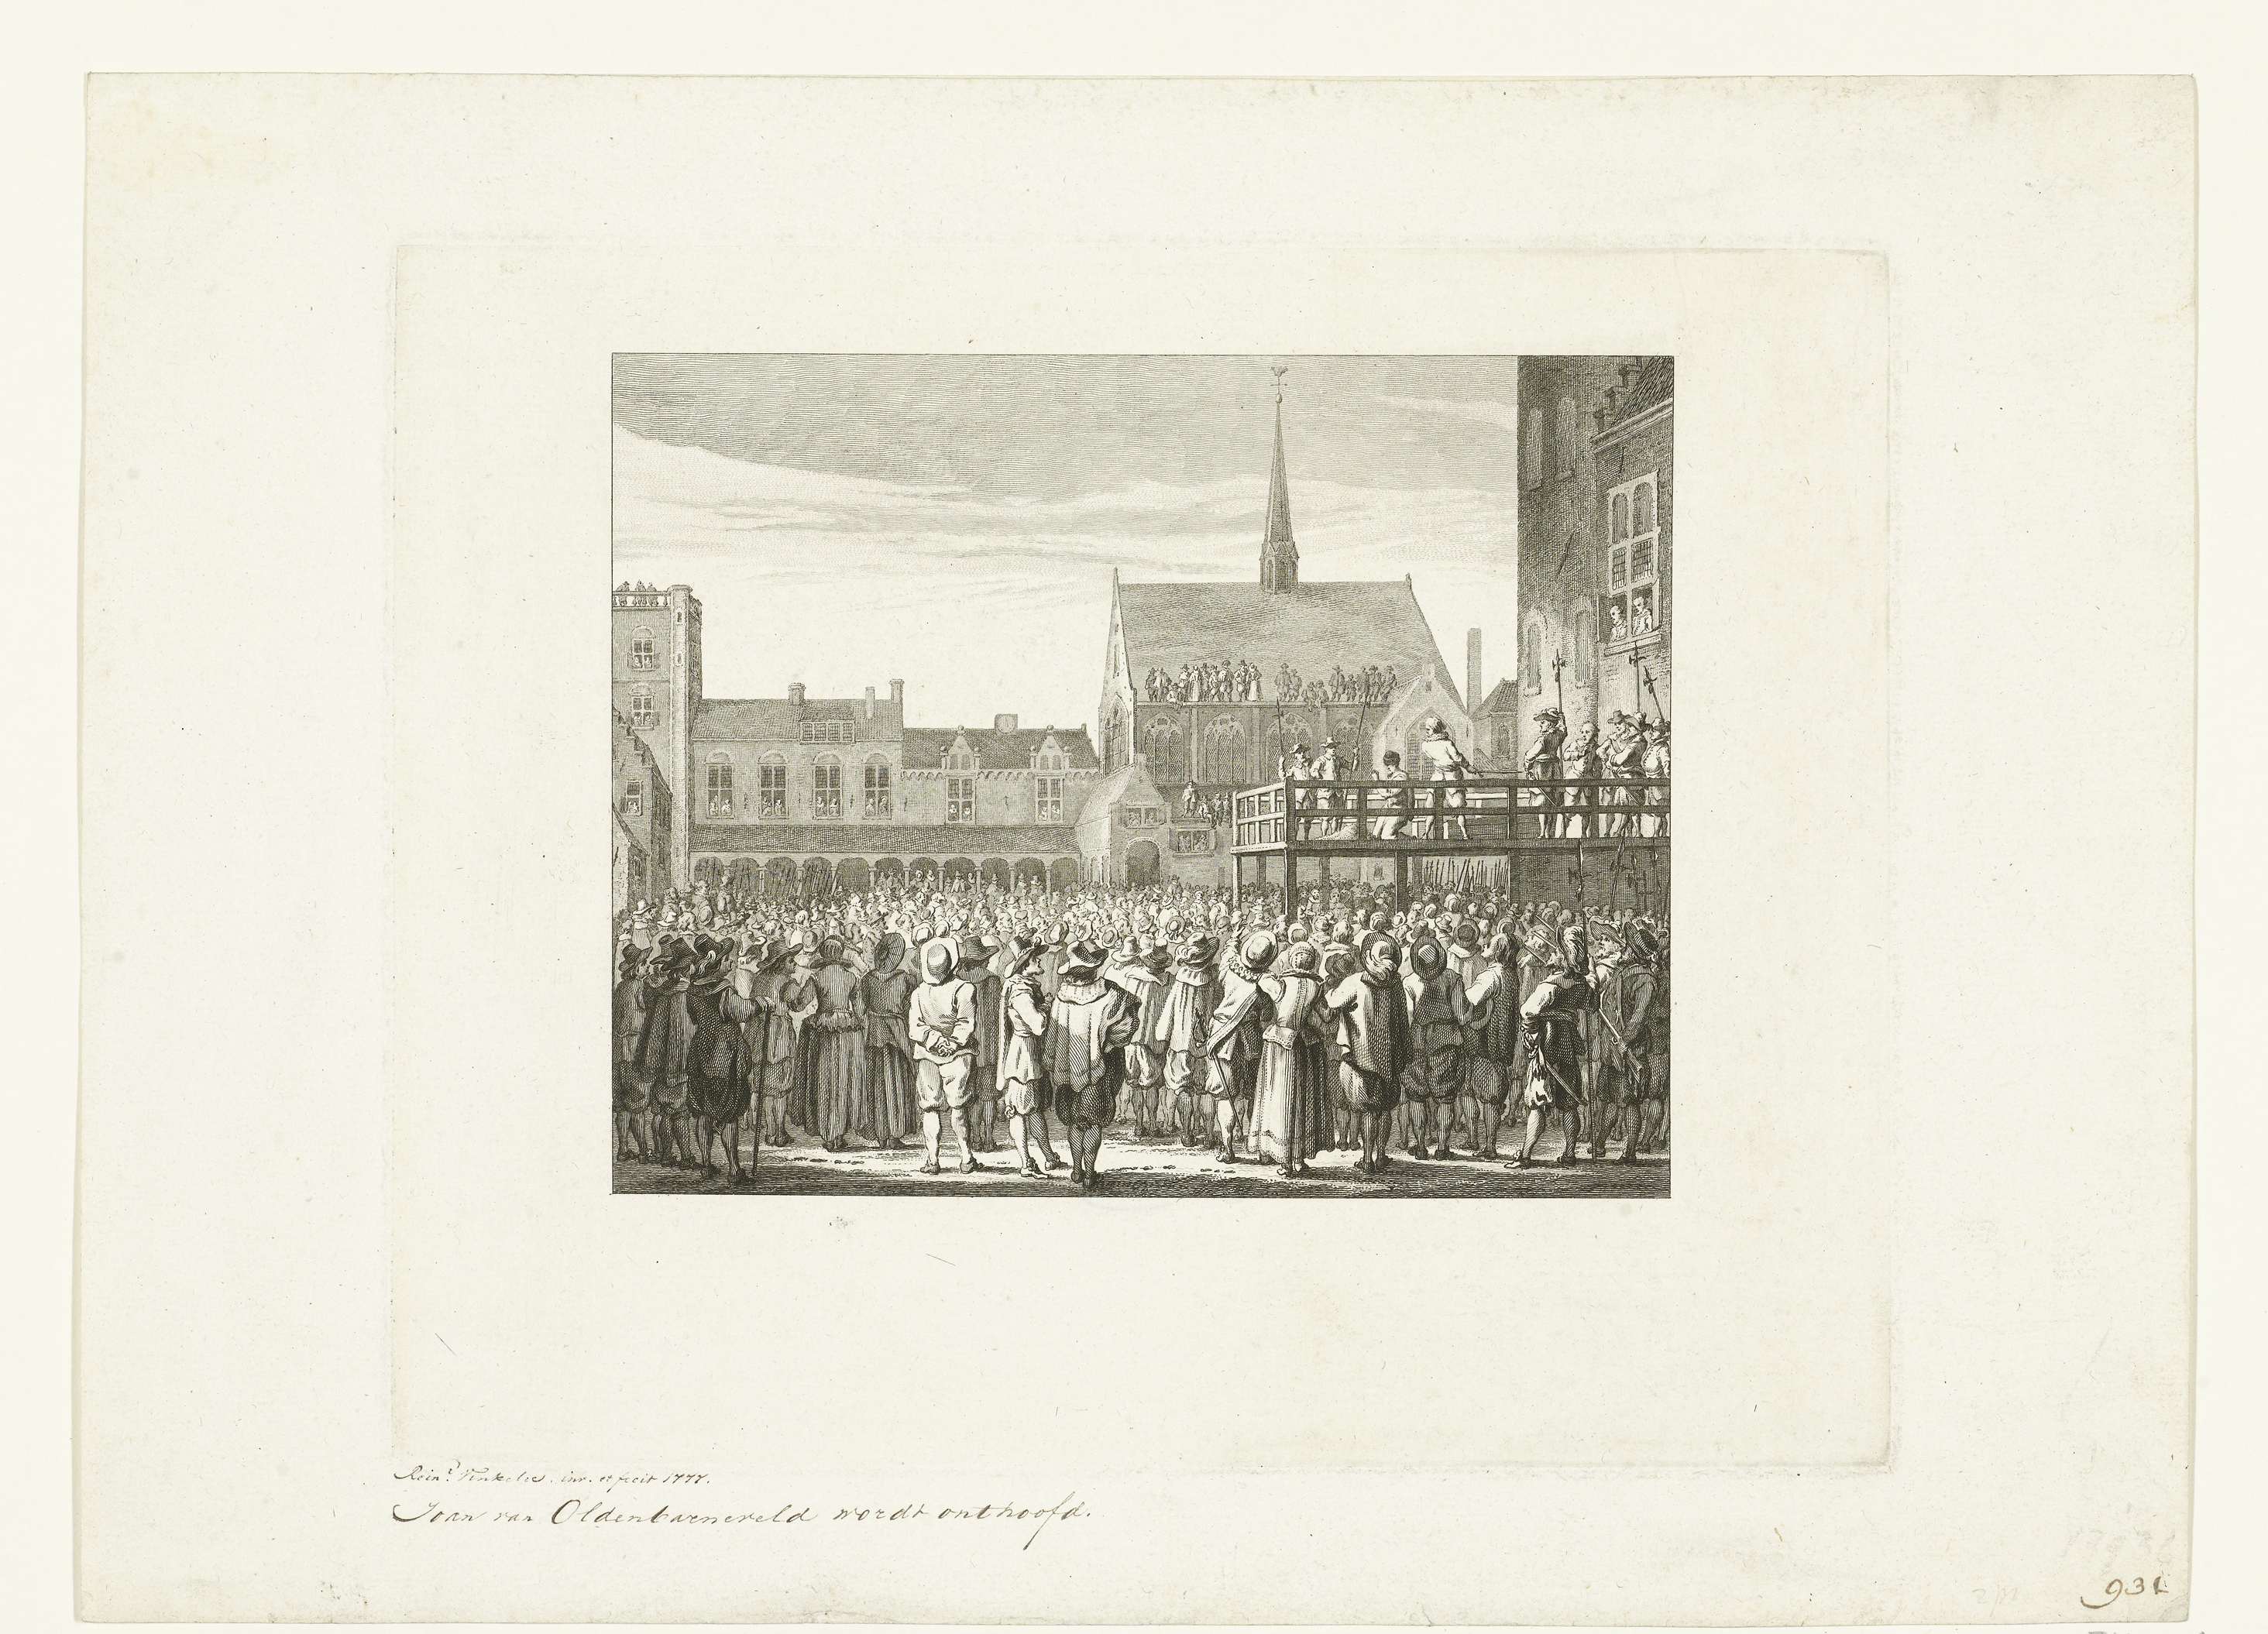 Rein.d Vinkeles. inv. et fecit 1777.
Joan van Oldenbarneveld wordt onthoofd.
931